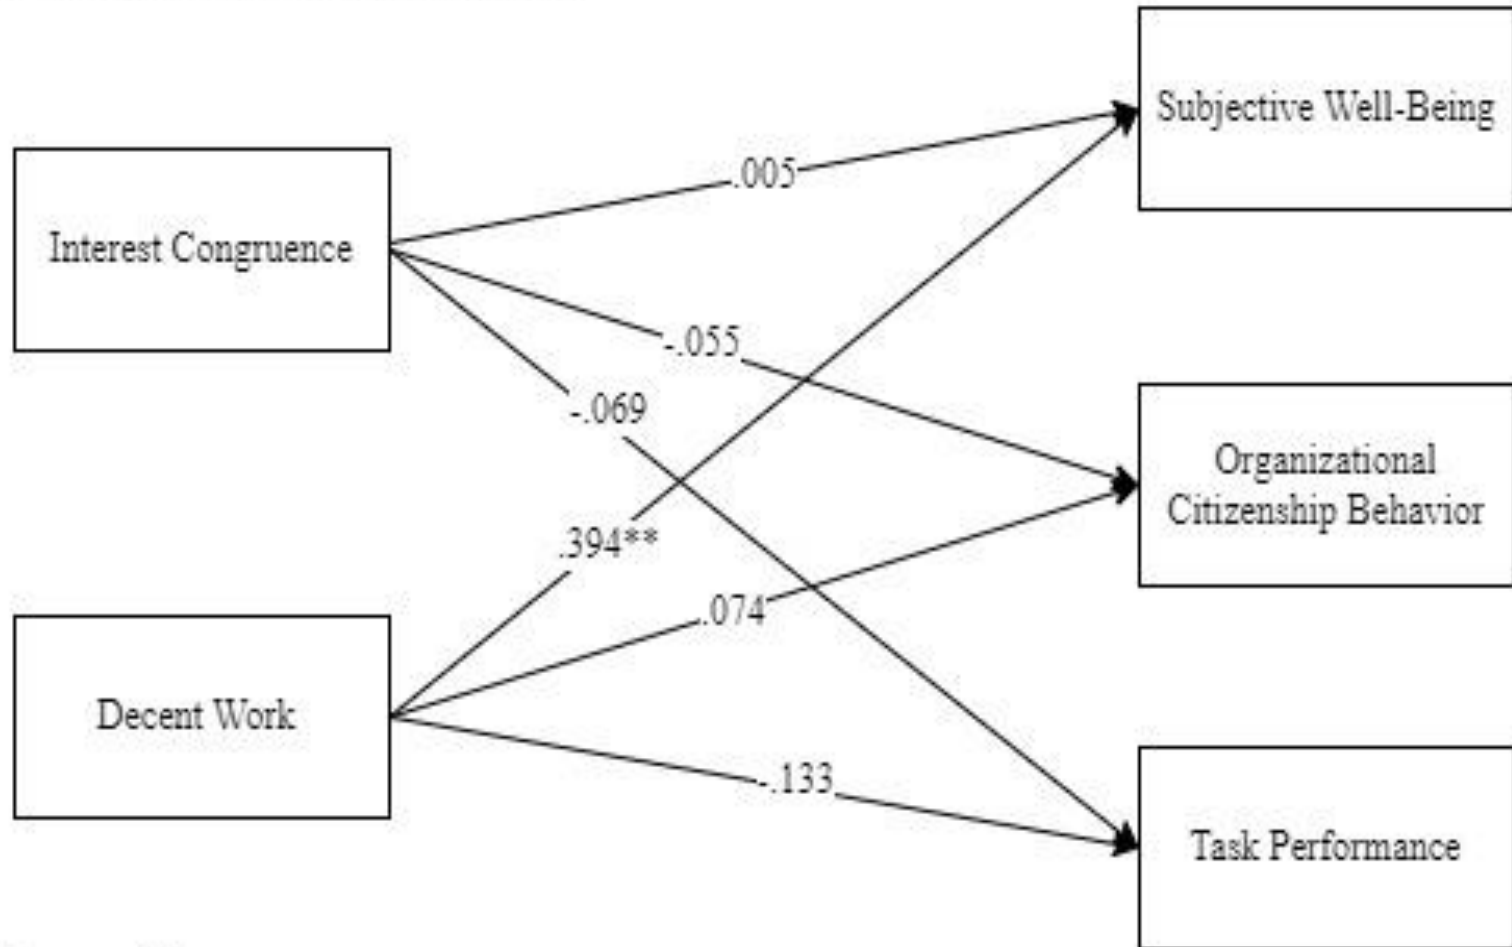 Subjective Well-Being
.005
Interest Congruence
-.055
-.069
Organizational
Citizenship Behavior
.394**
.074
Decent Work
-.133
Task Performance